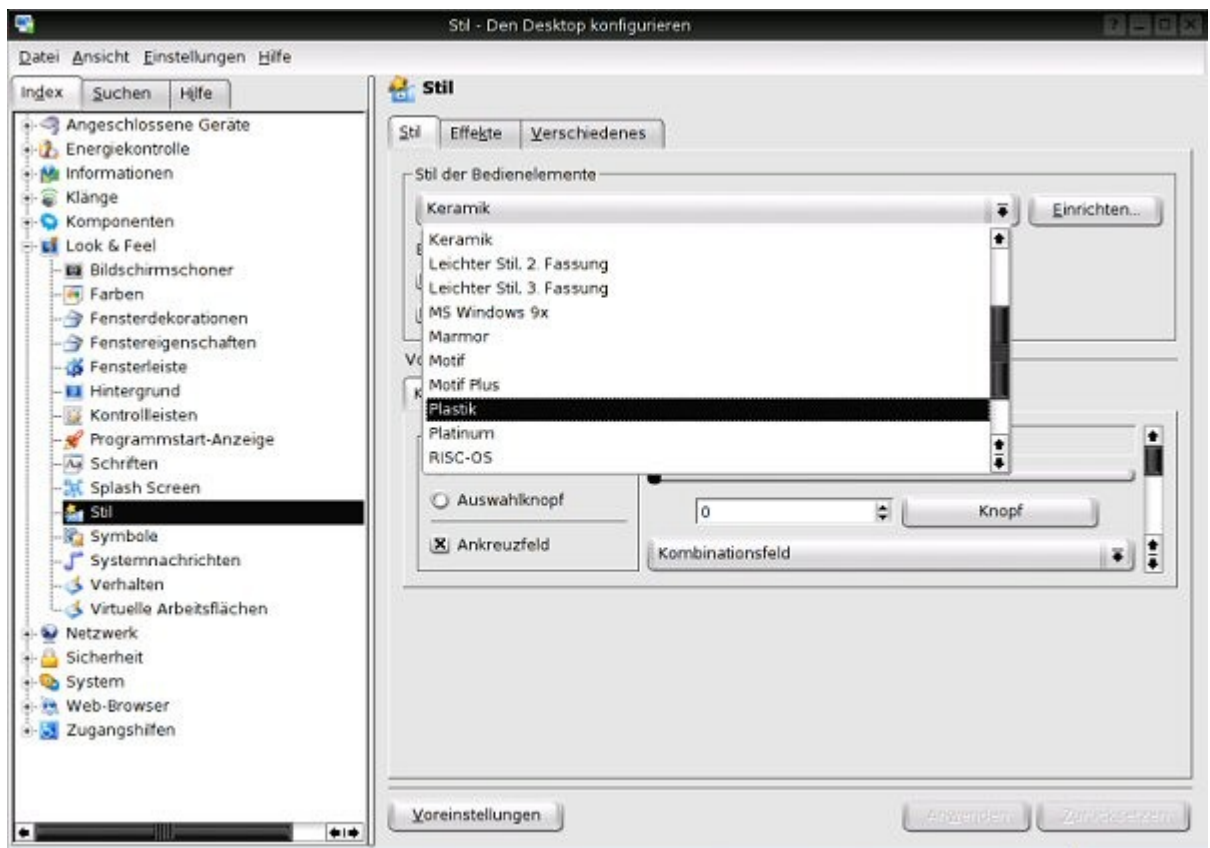 Stil - Den Desktop konfigurieren
Datei Ansicht Einstellungen Hilfe
Index Suchen Hilfe
Angeschlossene Geräte
Energiekontrolle
Informationen
Klänge
Komponenten
Look & Feel
Bildschirmschoner
Farben
Fensterdekorationen
Fenstereigenschaften
Fensterleiste
Hintergrund
Kontrolleisten
Programmstart-Anzeige
Schriften
Splash Screen
Stil
Symbole
Systemnachrichten
Verhalten
Virtuelle Arbeitsflächen
Netzwerk
Sicherheit
System
Web-Browser
Zugangshilfen
Stil
Stil Effekte Verschiedenes
Stil der Bedienelemente
Keramik Einrichten...
Keramik
Leichter Stil, 2. Fassung
Leichter Stil, 3. Fassung
MS Windows 9x
Marmor
Motif
Motif Plus
Plastik
Platinum
RISC-OS
Auswahlknopf
0 Knopf
Ankreuzfeld
Kombinationsfeld
Voreinstellungen Anwenden Zurücksetzen